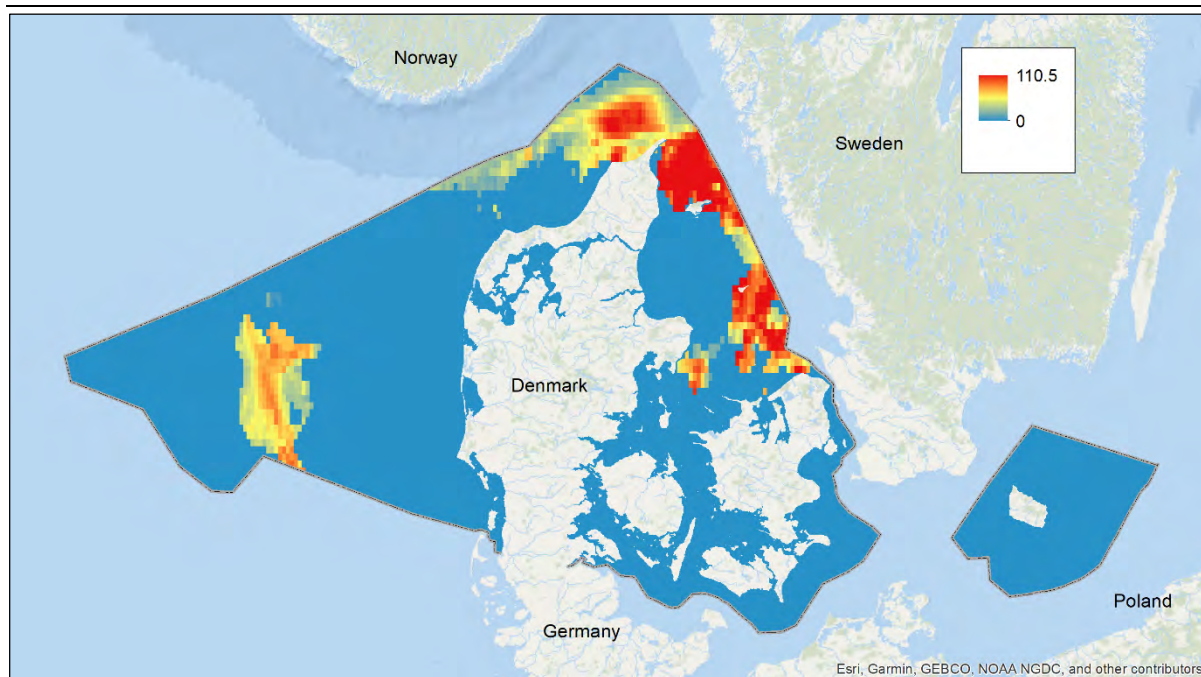 Norway
110.5
0
Sweden
Denmark
Poland
Germany
Esri, Garmin, GEBCO, NOAA NGDC, and other contributors